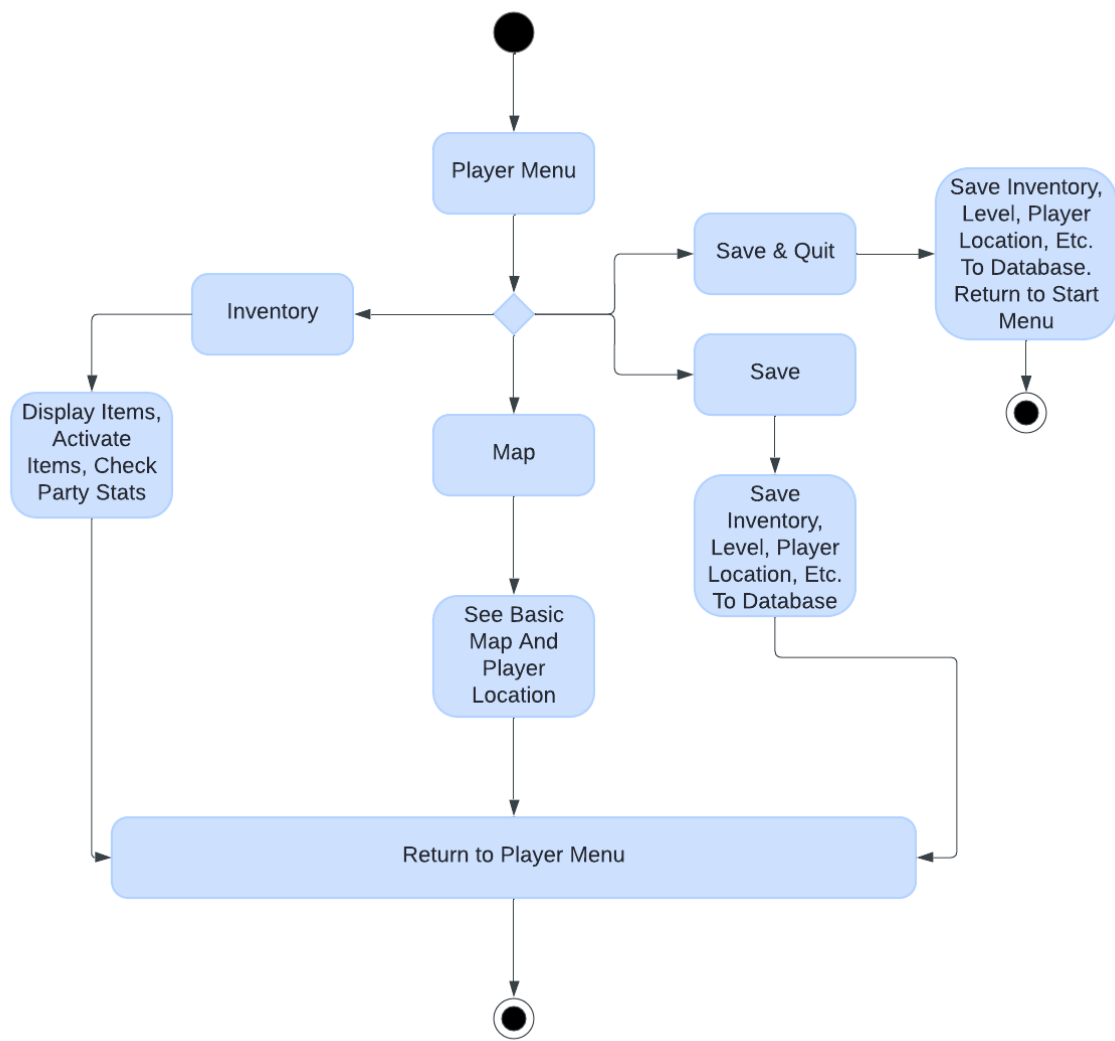 Player Menu
Save Inventory,
Level, Player
Location, Etc.
To Database.
Return to Start
Menu
Save & Quit
Inventory
Save
Display Items,
Activate
Items, Check
Party Stats
Map
Save
Inventory,
Level, Player
Location, Etc.
To Database
See Basic
Map And
Player
Location
Return to Player Menu